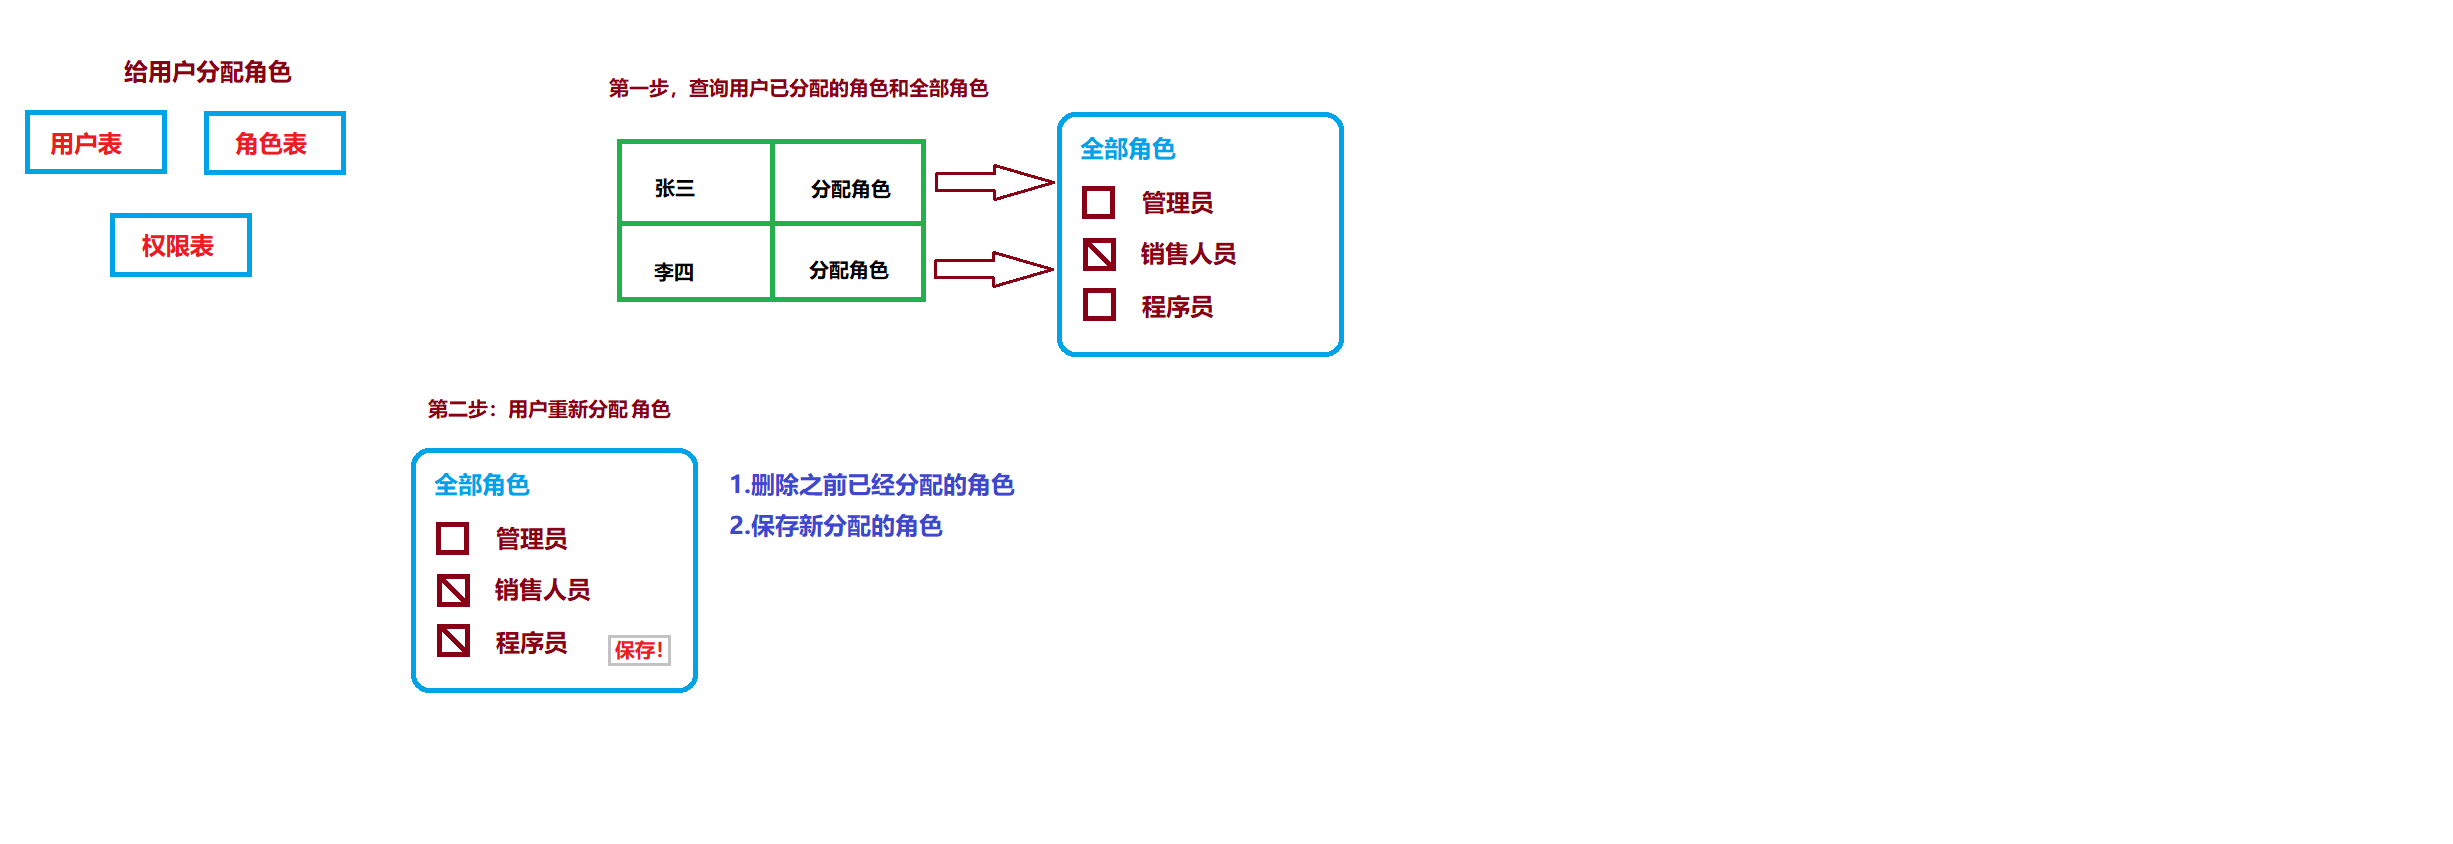 给用户分配角色
用户表
角色表
权限表
第一步，查询用户已分配的角色和全部角色
张三
分配角色
李四
分配角色
全部角色
管理员
销售人员
程序员
第二步：用户重新分配 角色
全部角色
管理员
销售人员
程序员
保存！
1.删除之前已经分配的角色
2.保存新分配的角色